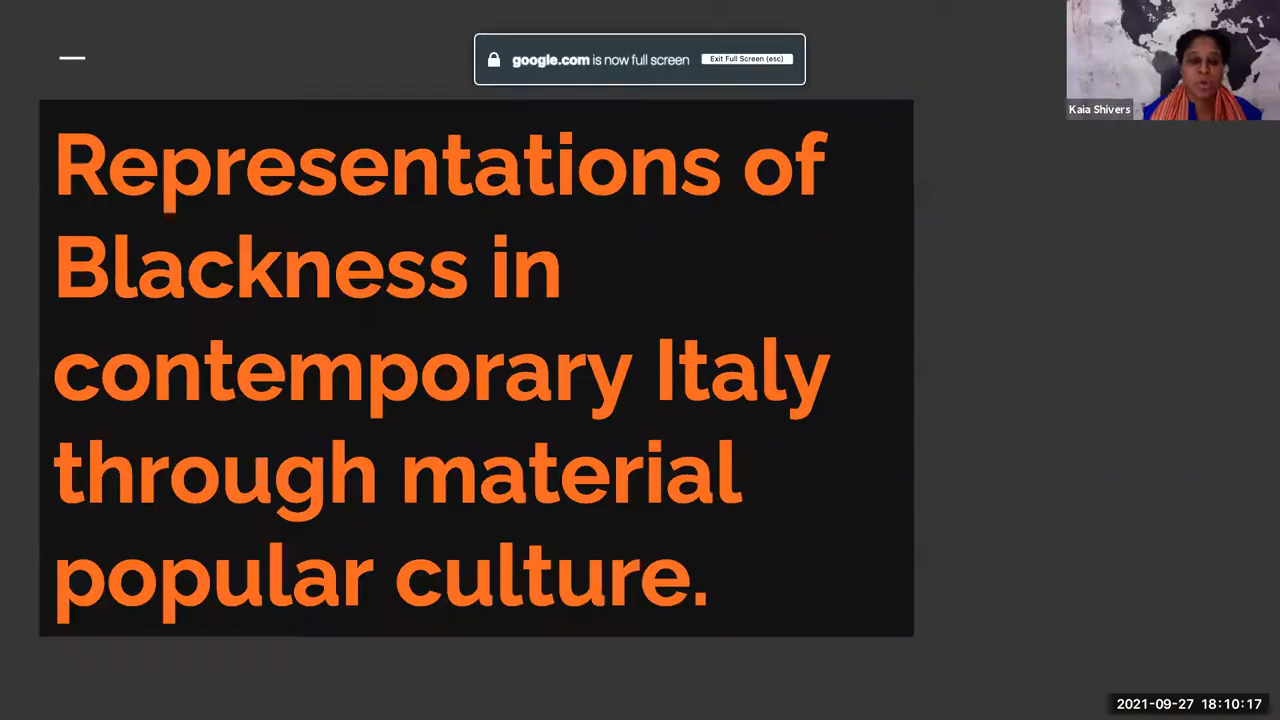 google.com is now full screen Exit Full Screen (esc)
Kaia Shivers
Representations of
Blackness in
contemporary Italy
through material
popular culture.
2021-09-27 18:10:17